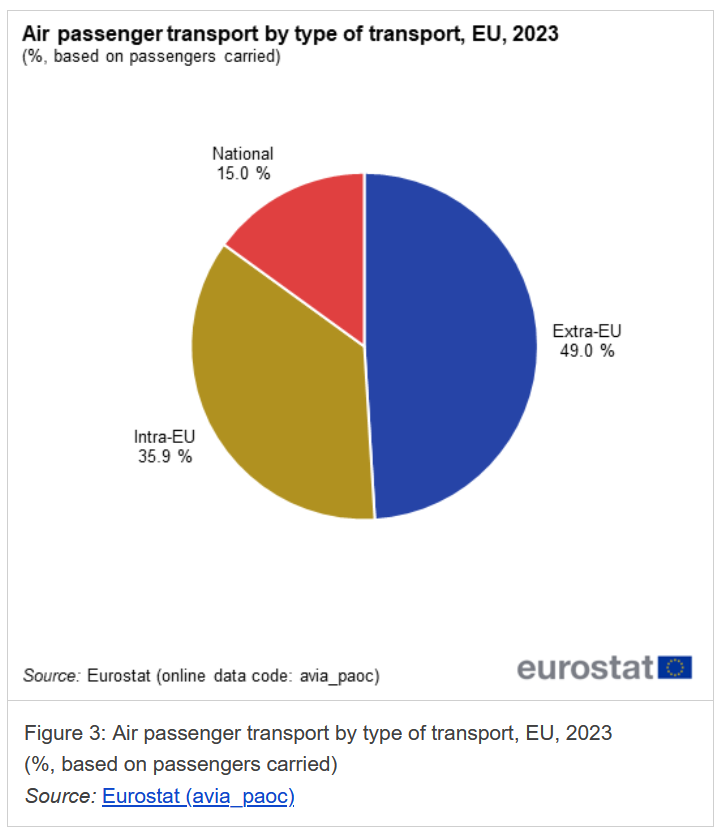 Air passenger transport by type of transport, EU, 2023
(%, based on passengers carried)
National
15.0 %
Extra-EU
49.0 %
Intra-EU
35.9 %
Source: Eurostat (online data code: avia_paoc)
eurostat
Figure 3: Air passenger transport by type of transport, EU, 2023
(%, based on passengers carried)
Source: Eurostat (avia_paoc)